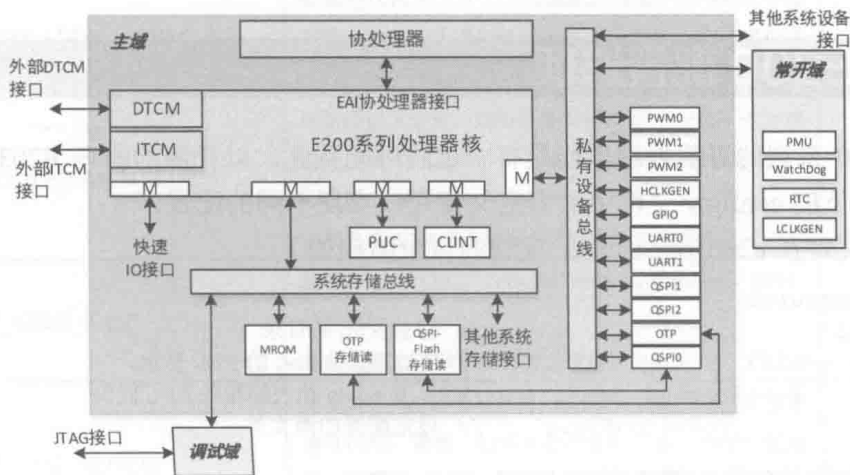 主域
协处理器
其他系统设备
接口
外部DTCM
接口
DTCM
EAI协处理器接口
常开域
ITCM
E200系列处理器核
外部ITCM
接口
M
M
M
M
M
快速
IO接口
PLIC
CLINT
私有设备总线
PWM0
PWM1
PWM2
HCLKGEN
GPIO
UART0
UART1
QSPI1
QSPI2
OTP
QSPI0
PMU
WatchDog
RTC
LCLKGEN
系统存储总线
MROM
OTP
存储读
QSPI-
Flash
存储读
其他系统
存储接口
JTAG接口
调试域